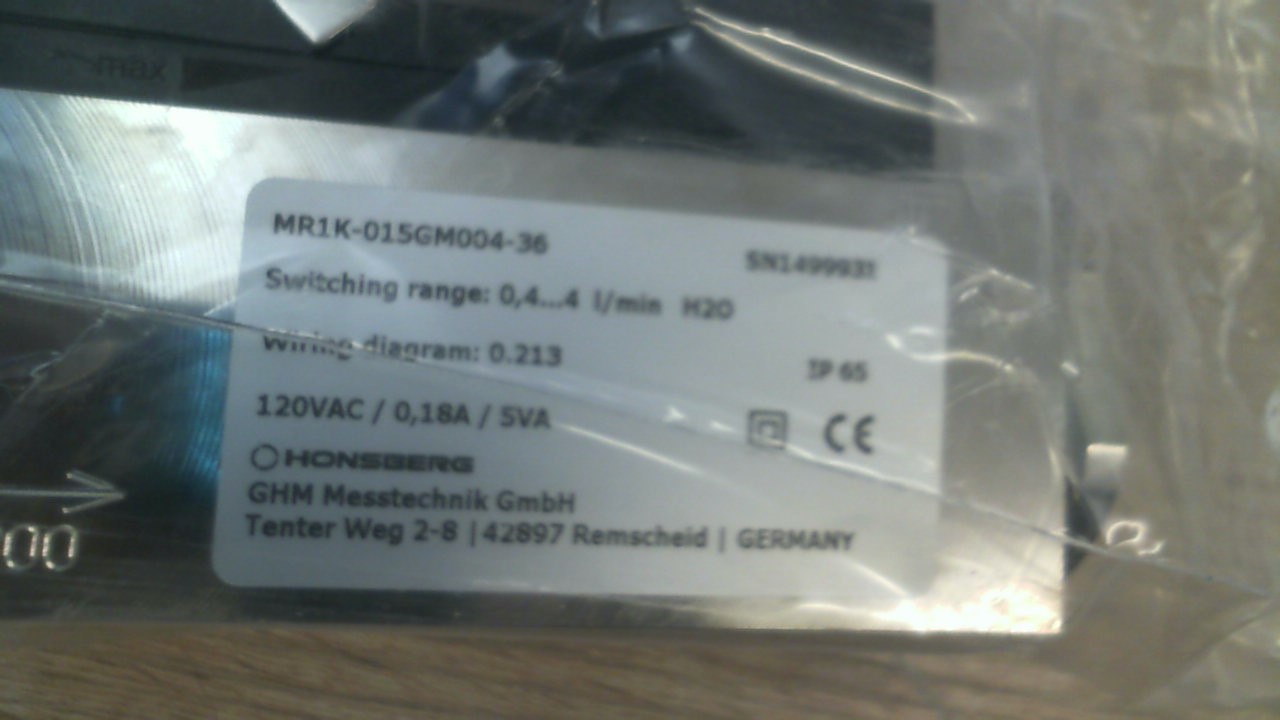 max
MR1K-015GM004-36
Switching range: 0,4...4 l/min H2O
Wiring diagram: 0.213
IP 65
120VAC / 0,18A / 5VA
CE
HONSBERG
GHM Messtechnik GmbH
Tenter Weg 2-8 | 42897 Remscheid | GERMANY
00